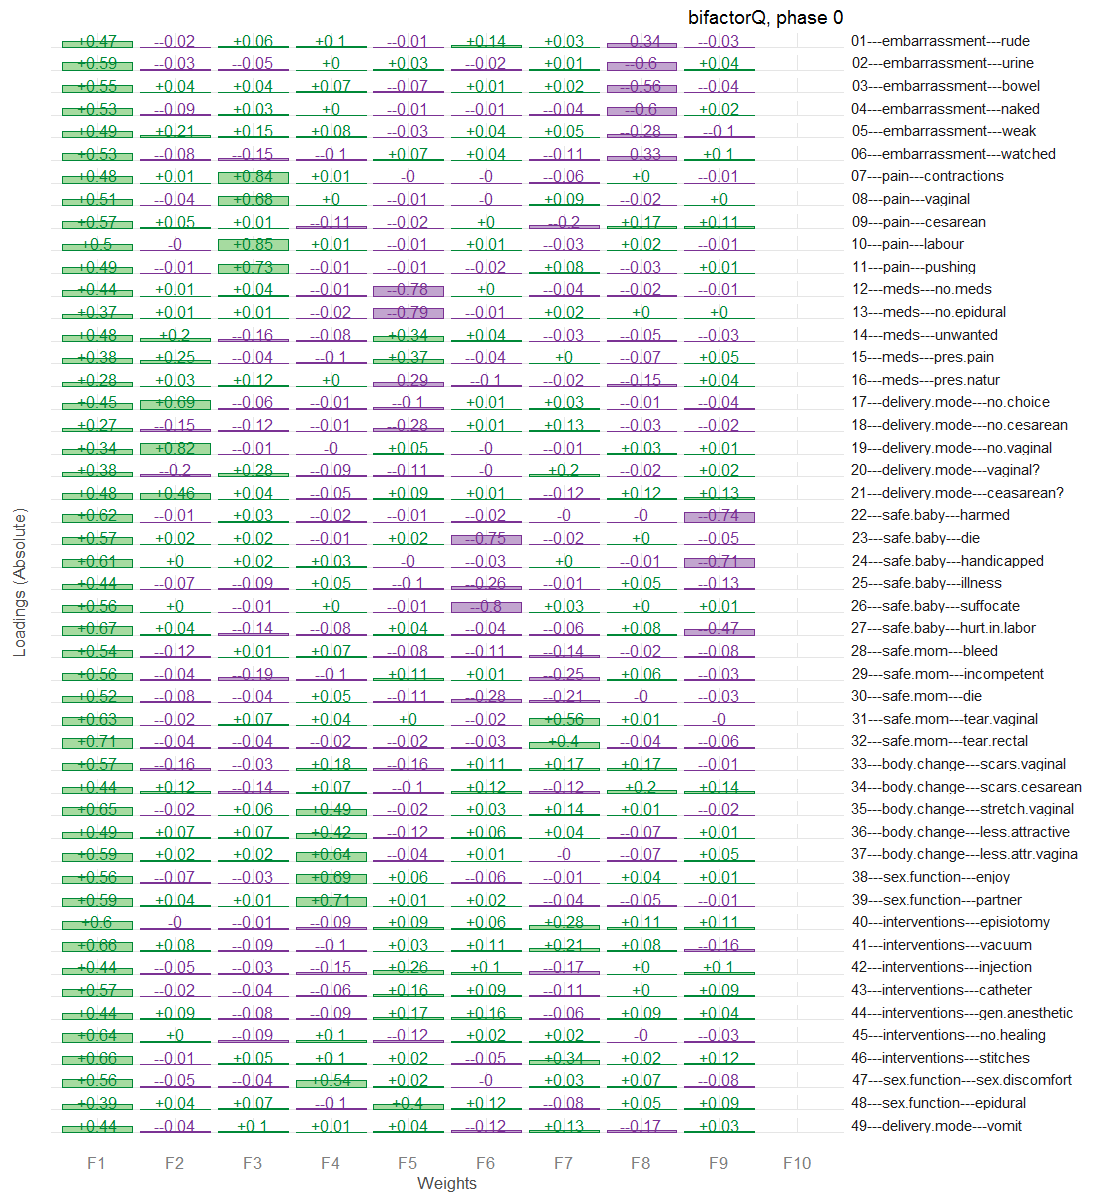 bifactorQ, phase 0
+0.47 --0.02 +0.06 +0.1 --0.01 +0.14 +0.03 --0.34 --0.03 01---embarrassment---rude
+0.59 --0.03 --0.05 +0 +0.03 --0.02 +0.01 --0.6 +0.04 02---embarrassment---urine
+0.55 +0.04 +0.04 +0.07 --0.07 +0.01 +0.02 --0.56 --0.04 03---embarrassment---bowel
+0.53 --0.09 +0.03 +0 --0.01 --0.01 --0.04 --0.6 +0.02 04---embarrassment---naked
+0.49 +0.21 +0.15 +0.08 --0.03 +0.04 +0.05 --0.28 --0.1 05---embarrassment---weak
+0.53 --0.08 --0.15 --0.1 +0.07 +0.04 --0.11 --0.33 +0.1 06---embarrassment---watched
+0.48 +0.01 +0.84 +0.01 --0 --0 --0.06 +0 --0.01 07---pain---contractions
+0.51 --0.04 +0.68 +0 --0.01 --0 +0.09 --0.02 +0 08---pain---vaginal
+0.57 +0.05 +0.01 --0.11 --0.02 +0 --0.2 +0.17 +0.11 09---pain---cesarean
+0.5 --0 +0.85 +0.01 --0.01 +0.01 --0.03 +0.02 --0.01 10---pain---labour
+0.49 --0.01 +0.73 --0.01 --0.01 --0.02 +0.08 --0.03 +0.01 11---pain---pushing
+0.44 +0.01 +0.04 --0.01 --0.78 +0 --0.04 --0.02 --0.01 12---meds---no.meds
+0.37 +0.01 +0.01 --0.02 --0.79 --0.01 +0.02 +0 +0 13---meds---no.epidural
+0.48 +0.2 --0.16 --0.08 +0.34 +0.04 --0.03 --0.05 --0.03 14---meds---unwanted
+0.38 +0.25 --0.04 --0.1 +0.37 --0.04 +0 --0.07 +0.05 15---meds---pres.pain
+0.28 +0.03 +0.12 +0 --0.29 --0.1 --0.02 --0.15 +0.04 16---meds---pres.natur
+0.45 +0.69 --0.06 --0.01 --0.1 +0.01 +0.03 --0.01 --0.04 17---delivery.mode---no.choice
+0.27 --0.15 --0.12 --0.01 --0.28 +0.01 +0.13 --0.03 --0.02 18---delivery.mode---no.cesarean
+0.34 +0.82 --0.01 --0 +0.05 --0 --0.01 +0.03 +0.01 19---delivery.mode---no.vaginal
+0.38 --0.2 +0.28 --0.09 --0.11 --0 +0.2 --0.02 +0.02 20---delivery.mode---vaginal?
+0.48 +0.46 +0.04 --0.05 +0.09 +0.01 --0.12 +0.12 +0.13 21---delivery.mode---ceasarean?
+0.62 --0.01 +0.03 --0.02 --0.01 --0.02 --0 --0 --0.74 22---safe.baby---harmed
+0.57 +0.02 +0.02 --0.01 +0.02 --0.75 --0.02 +0 --0.05 23---safe.baby---die
+0.61 +0 +0.02 +0.03 --0 --0.03 +0 --0.01 --0.71 24---safe.baby---handicapped
+0.44 --0.07 --0.09 +0.05 --0.1 --0.26 --0.01 +0.05 --0.13 25---safe.baby---illness
+0.56 +0 --0.01 +0 --0.01 --0.8 +0.03 +0 +0.01 26---safe.baby---suffocate
+0.67 +0.04 --0.14 --0.08 +0.04 --0.04 --0.06 +0.08 --0.47 27---safe.baby---hurt.in.labor
+0.54 --0.12 +0.01 +0.07 --0.08 --0.11 --0.14 --0.02 --0.08 28---safe.mom---bleed
+0.56 --0.04 --0.19 --0.1 +0.11 +0.01 --0.25 +0.06 --0.03 29---safe.mom---incompetent
+0.52 --0.08 --0.04 +0.05 --0.11 --0.28 --0.21 --0 --0.03 30---safe.mom---die
+0.63 --0.02 +0.07 +0.04 +0 --0.02 +0.56 +0.01 --0 31---safe.mom---tear.vaginal
+0.71 --0.04 --0.04 --0.02 --0.02 --0.03 +0.4 --0.04 --0.06 32---safe.mom---tear.rectal
+0.57 --0.16 --0.03 +0.18 --0.16 +0.11 +0.17 +0.17 --0.01 33---body.change---scars.vaginal
+0.44 +0.12 --0.14 +0.07 --0.1 +0.12 --0.12 +0.2 +0.14 34---body.change---scars.cesarean
+0.65 --0.02 +0.06 +0.49 --0.02 +0.03 +0.14 +0.01 --0.02 35---body.change---stretch.vaginal
+0.49 +0.07 +0.07 +0.42 --0.12 +0.06 +0.04 --0.07 +0.01 36---body.change---less.attractive
+0.59 +0.02 +0.02 +0.64 --0.04 +0.01 --0 --0.07 +0.05 37---body.change---less.attr.vagina
+0.56 --0.07 --0.03 +0.69 +0.06 --0.06 --0.01 +0.04 +0.01 38---sex.function---enjoy
+0.59 +0.04 +0.01 +0.71 +0.01 +0.02 --0.04 --0.05 --0.01 39---sex.function---partner
+0.6 --0 --0.01 --0.09 +0.09 +0.06 +0.28 +0.11 +0.11 40---interventions---episiotomy
+0.66 +0.08 --0.09 --0.1 +0.03 +0.11 +0.21 +0.08 --0.16 41---interventions---vacuum
+0.44 --0.05 --0.03 --0.15 +0.26 +0.1 --0.17 +0 +0.1 42---interventions---injection
+0.57 --0.02 --0.04 --0.06 +0.16 +0.09 --0.11 +0 +0.09 43---interventions---catheter
+0.44 +0.09 --0.08 --0.09 +0.17 +0.16 --0.06 +0.09 +0.04 44---interventions---gen.anesthetic
+0.64 +0 --0.09 +0.1 --0.12 +0.02 +0.02 --0 --0.03 45---interventions---no.healing
+0.66 --0.01 +0.05 +0.1 +0.02 --0.05 +0.34 +0.02 +0.12 46---interventions---stitches
+0.56 --0.05 --0.04 +0.54 +0.02 --0 +0.03 +0.07 --0.08 47---sex.function---sex.discomfort
+0.39 +0.04 +0.07 --0.1 +0.4 +0.12 --0.08 +0.05 +0.09 48---sex.function---epidural
+0.44 --0.04 +0.1 +0.01 +0.04 --0.12 +0.13 --0.17 +0.03 49---delivery.mode---vomit
F1 F2 F3 F4 F5 F6 F7 F8 F9 F10
Weights
Loadings (Absolute)